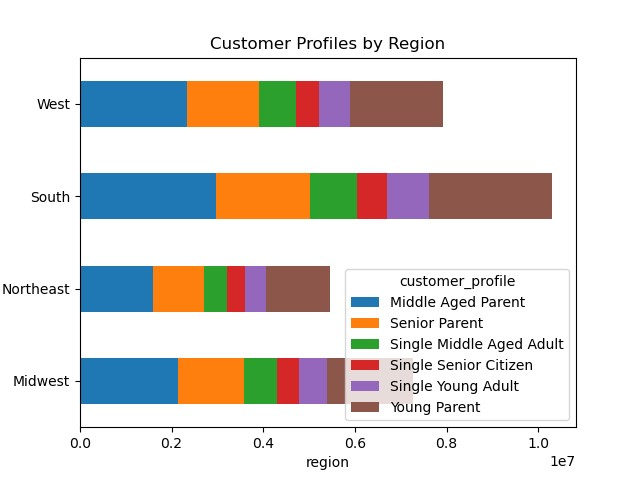 Customer Profiles by Region
West
South
Northeast
Midwest
customer_profile
Middle Aged Parent
Senior Parent
Single Middle Aged Adult
Single Senior Citizen
Single Young Adult
Young Parent
0.0 0.2 0.4 0.6 0.8 1.0
1e7
region